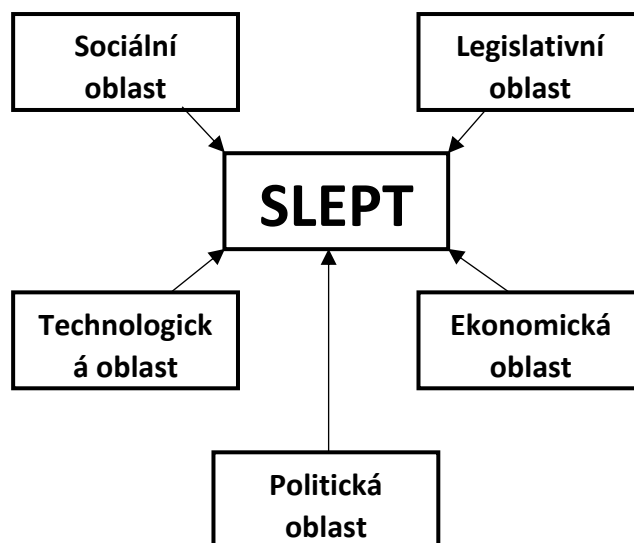 Sociální
oblast
Legislativní
oblast
SLEPT
Technologick
á oblast
Ekonomická
oblast
Politická
oblast